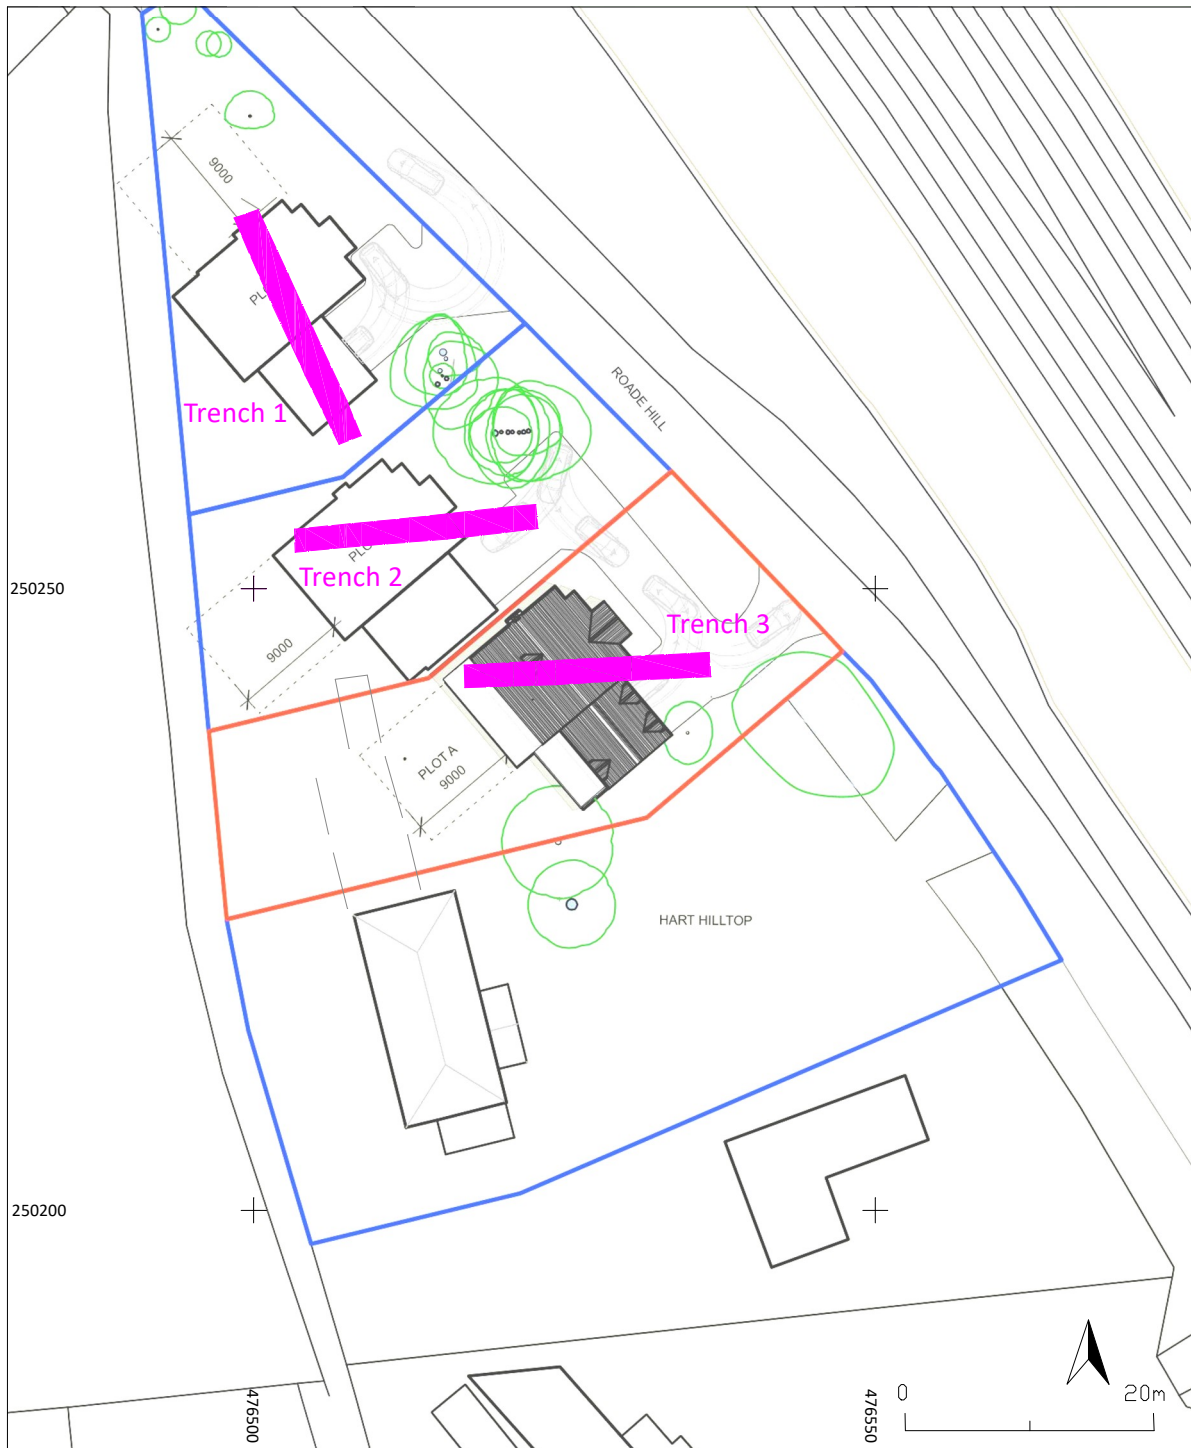 9000
PL
Trench 1
ROADE HILL
PL
Trench 2
250250
9000
Trench 3
PLOT A
9000
HART HILLTOP
250200
476500
476550
0
20m